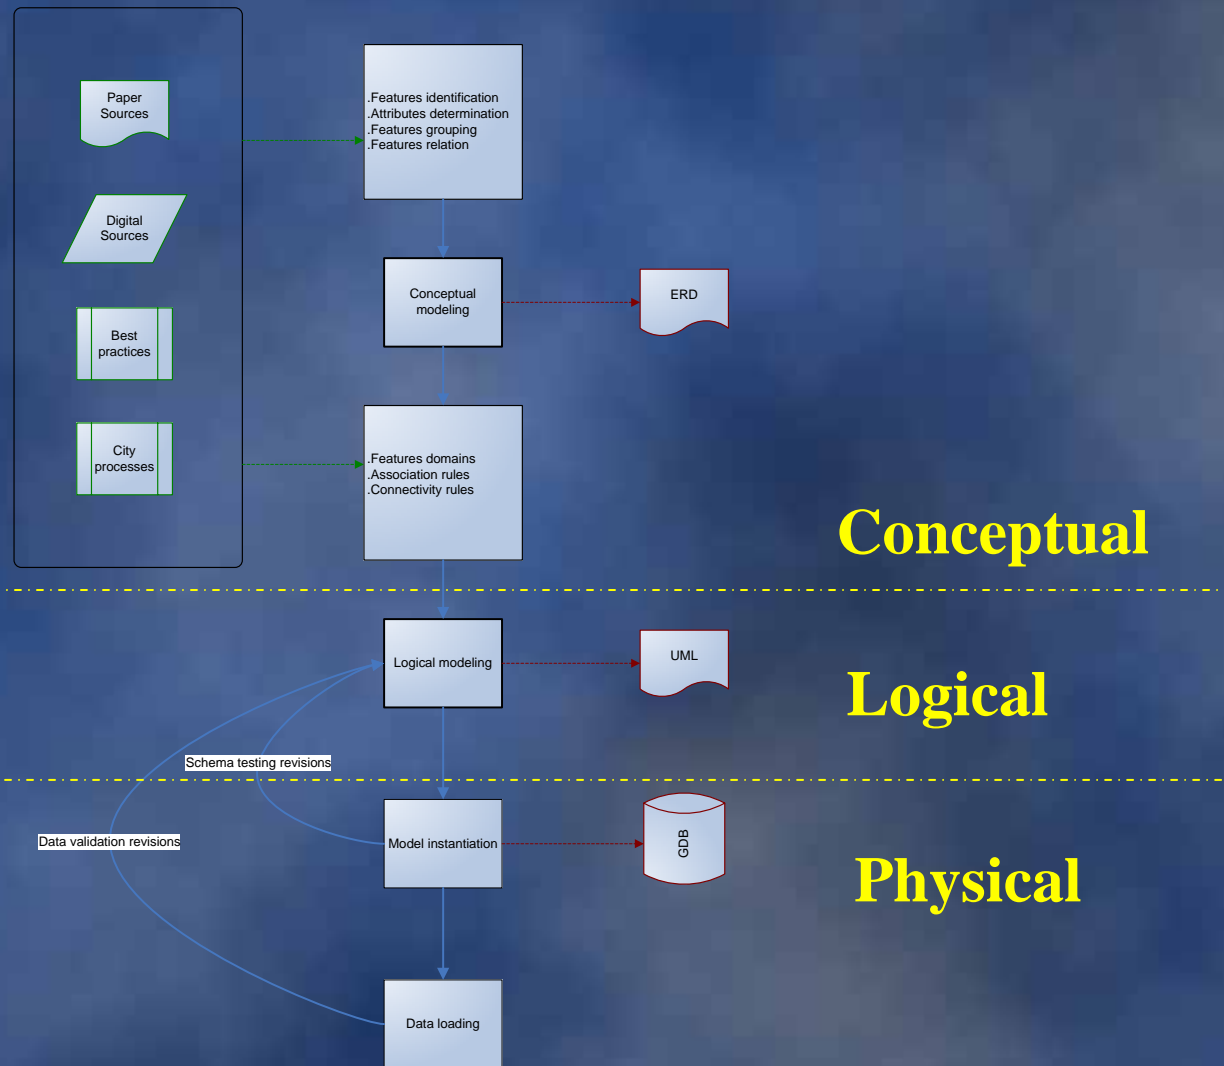 Paper
Sources
Digital
Sources
Best
practices
City
processes
.Features identification
.Attributes determination
.Features grouping
.Features relation
Conceptual
modeling
ERD
.Features domains
.Association rules
.Connectivity rules
Conceptual
Logical modeling
UML
Logical
Schema testing revisions
Data validation revisions
Model instantiation
GDB
Physical
Data loading